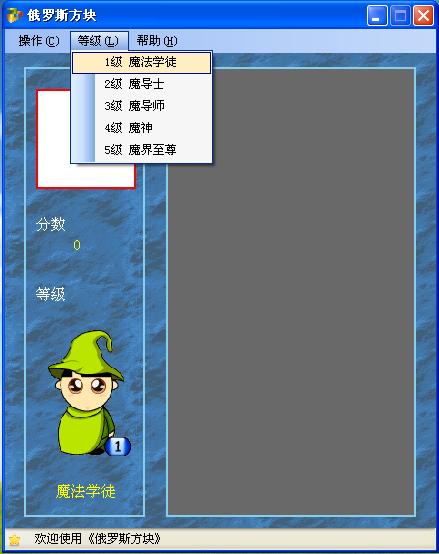 俄罗斯方块
操作(C) 等级(L) 帮助(H)
1级 魔法学徒
2级 魔导士
3级 魔导师
4级 魔神
5级 魔界至尊
分数
0
等级
1
魔法学徒
欢迎使用《俄罗斯方块》